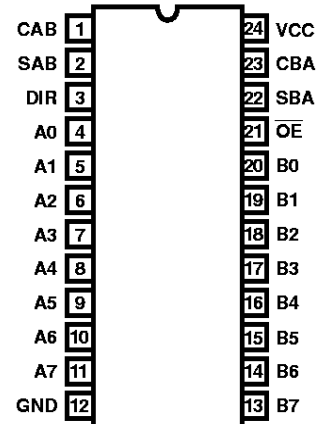 CAB 1 24 VCC
SAB 2 23 CBA
DIR 3 22 SBA
A0 4 21 OE
A1 5 20 B0
A2 6 19 B1
A3 7 18 B2
A4 8 17 B3
A5 9 16 B4
A6 10 15 B5
A7 11 14 B6
GND 12 13 B7